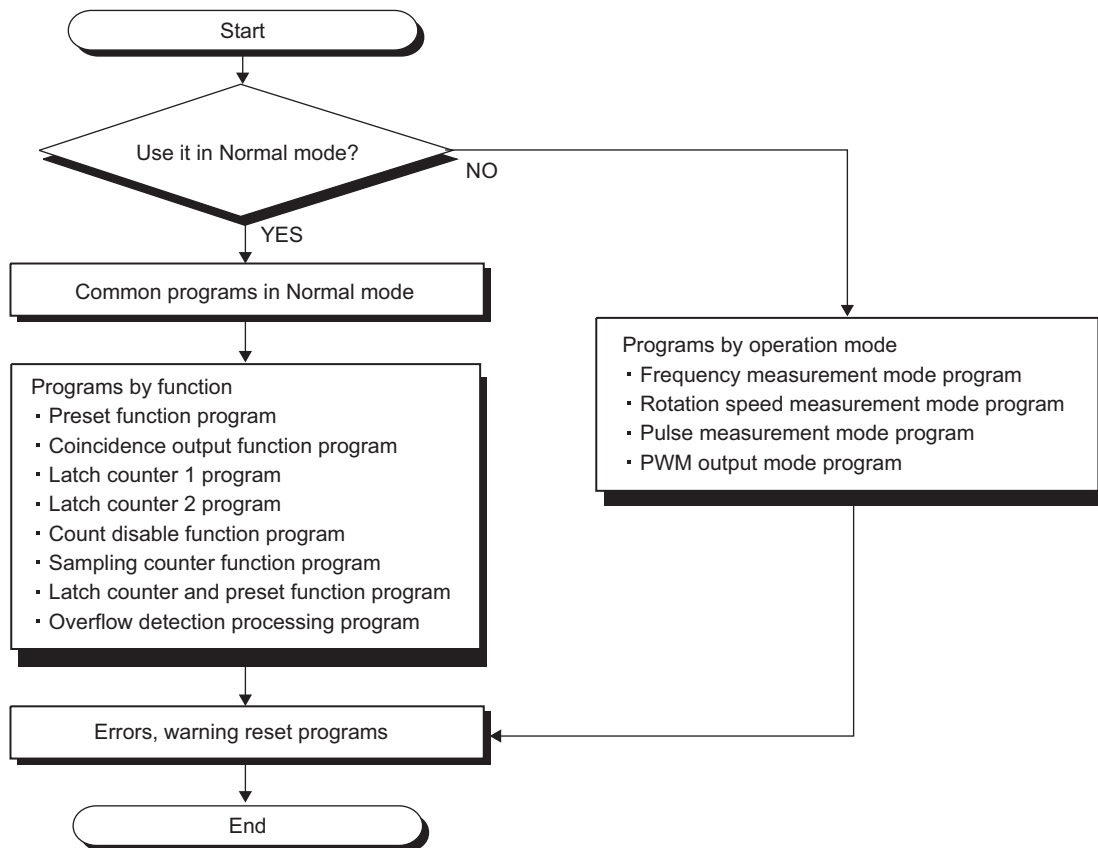 Start
Use it in Normal mode?
NO
YES
Common programs in Normal mode
Programs by function
・Preset function program
・Coincidence output function program
・Latch counter 1 program
・Latch counter 2 program
・Count disable function program
・Sampling counter function program
・Latch counter and preset function program
・Overflow detection processing program
Programs by operation mode
・Frequency measurement mode program
・Rotation speed measurement mode program
・Pulse measurement mode program
・PWM output mode program
Errors, warning reset programs
End